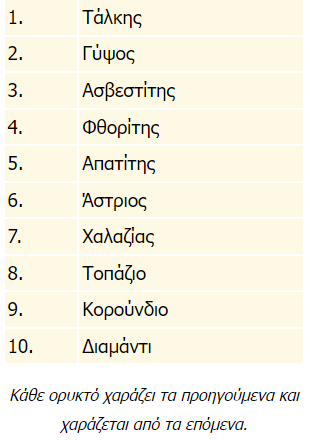 1. Τάλκης
2. Γύψος
3. Ασβεστίτης
4. Φθορίτης
5. Απατίτης
6. Άστριος
7. Χαλαζίας
8. Τοπάζιο
9. Κορούνδιο
10. Διαμάντι
Κάθε ορυκτό χαράζει τα προηγούμενα και
χαράζεται από τα επόμενα.